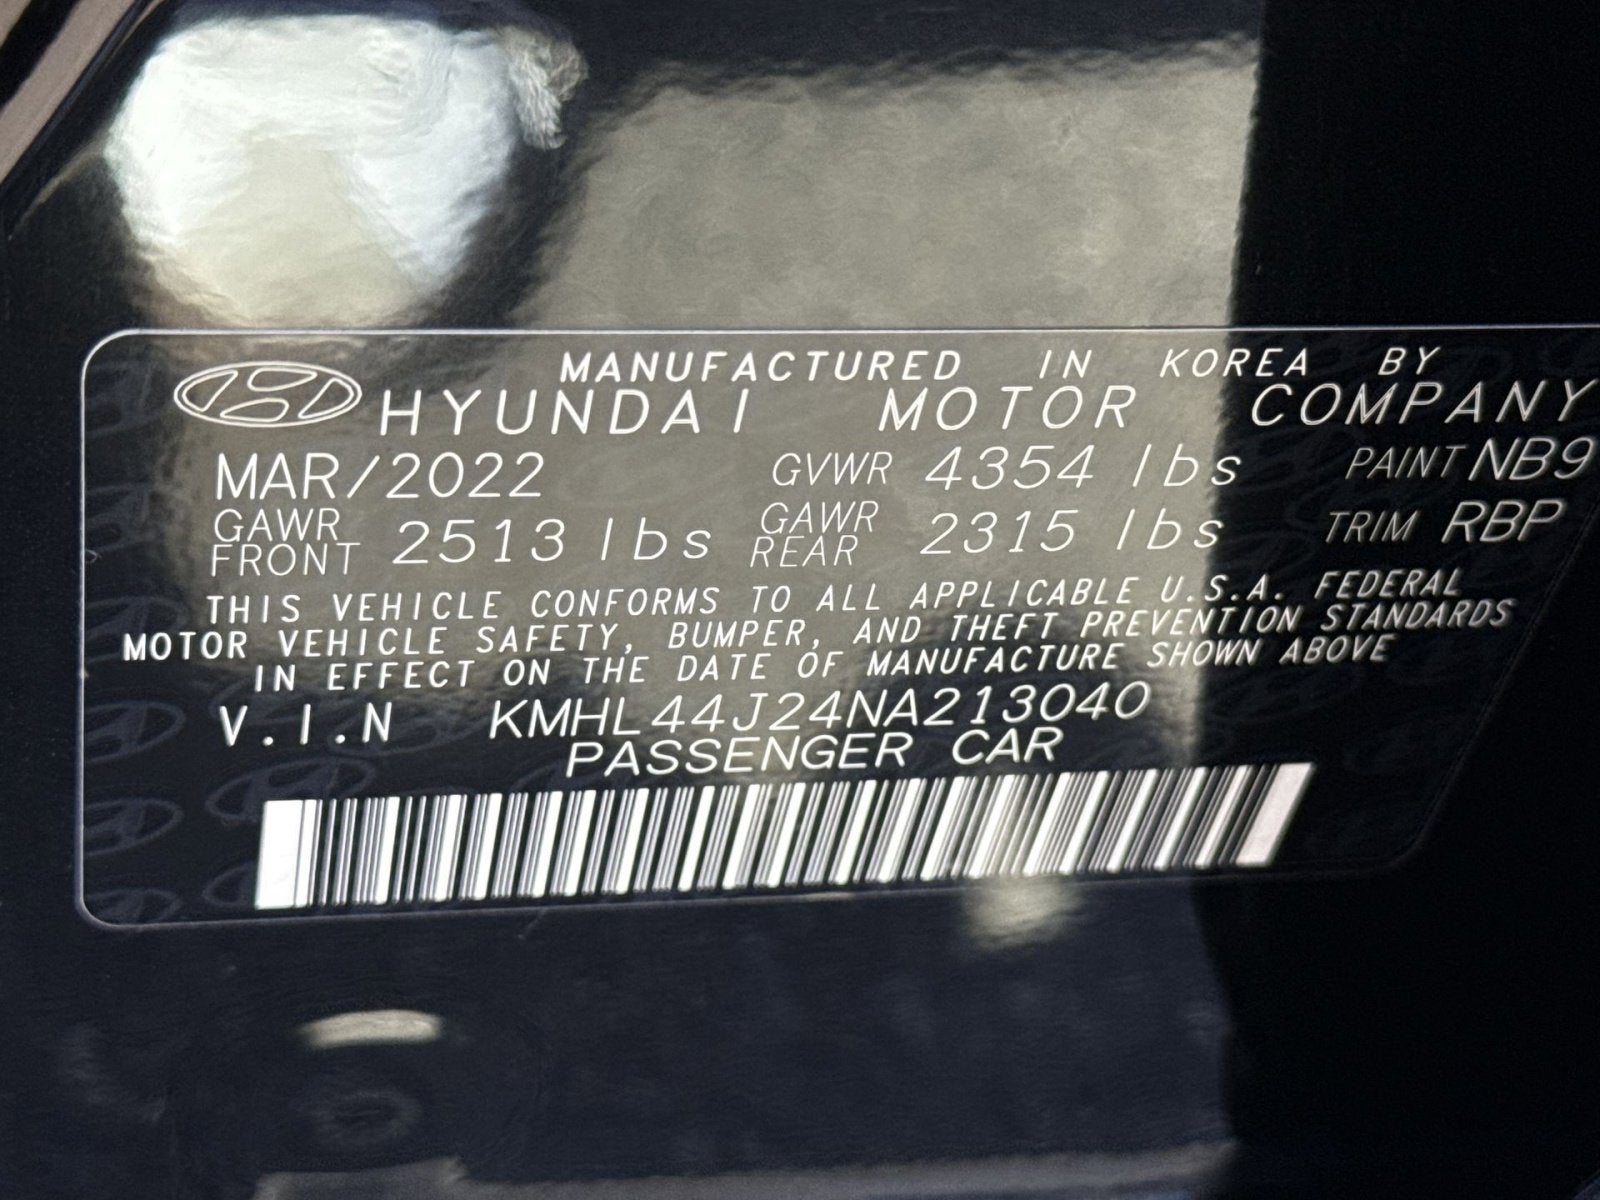 MANUFACTURED IN KOREA BY
HYUNDAI MOTOR COMPANY
MAR/2022 GVWR 4354 lbs PAINT NB9
GAWR FRONT 2513 lbs GAWR REAR 2315 lbs TRIM RBP
THIS VEHICLE CONFORMS TO ALL APPLICABLE U.S.A. FEDERAL
MOTOR VEHICLE SAFETY, BUMPER, AND THEFT PREVENTION STANDARDS
IN EFFECT ON THE DATE OF MANUFACTURE SHOWN ABOVE
V.I.N KMHL44J24NA213040
PASSENGER CAR